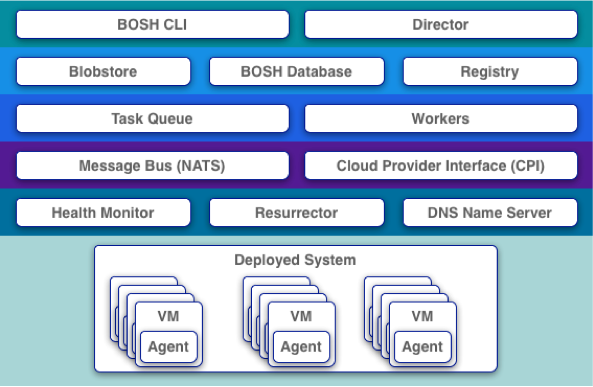 BOSH CLI
Director
Blobstore
BOSH Database
Registry
Task Queue
Workers
Message Bus (NATS)
Cloud Provider Interface (CPI)
Health Monitor
Resurrector
DNS Name Server
Deployed System
VM
Agent
VM
Agent
VM
Agent